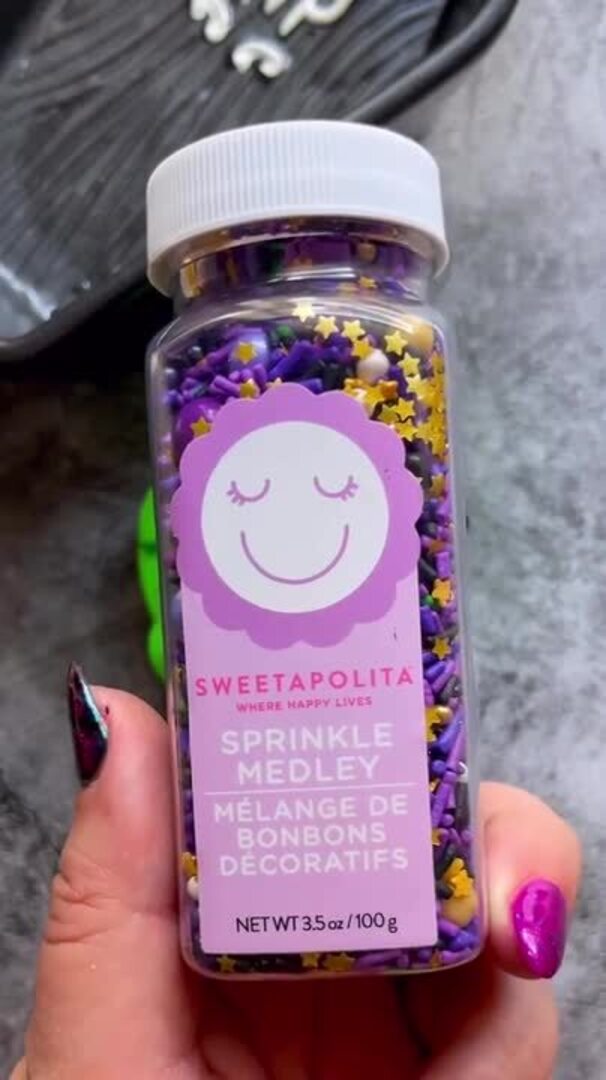 SWEETAPOLITA
WHERE HAPPY LIVES
SPRINKLE
MEDLEY
MÉLANGE DE
BONBONS
DÉCORATIFS
NET WT 3.5 oz / 100 g